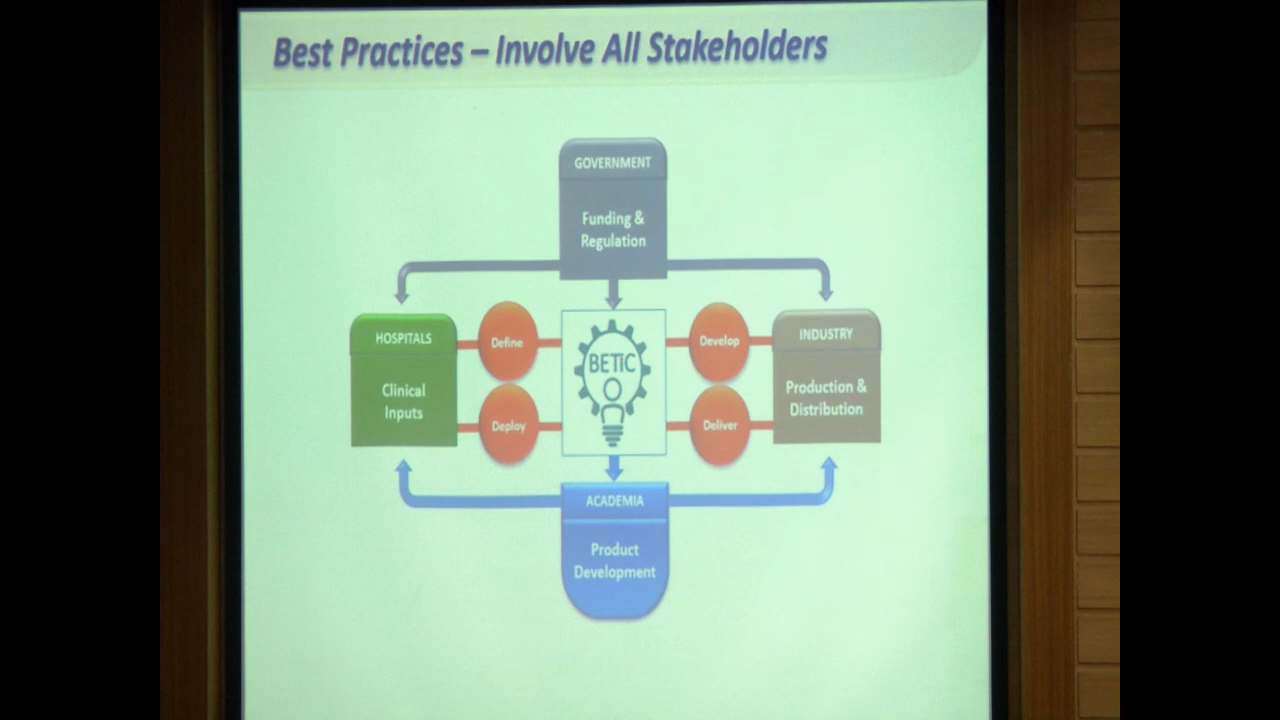 Best Practices – Involve All Stakeholders
GOVERNMENT
Funding &
Regulation
HOSPITALS
Clinical
Inputs
Define
Deploy
BETiC
Develop
Deliver
INDUSTRY
Production &
Distribution
ACADEMIA
Product
Development